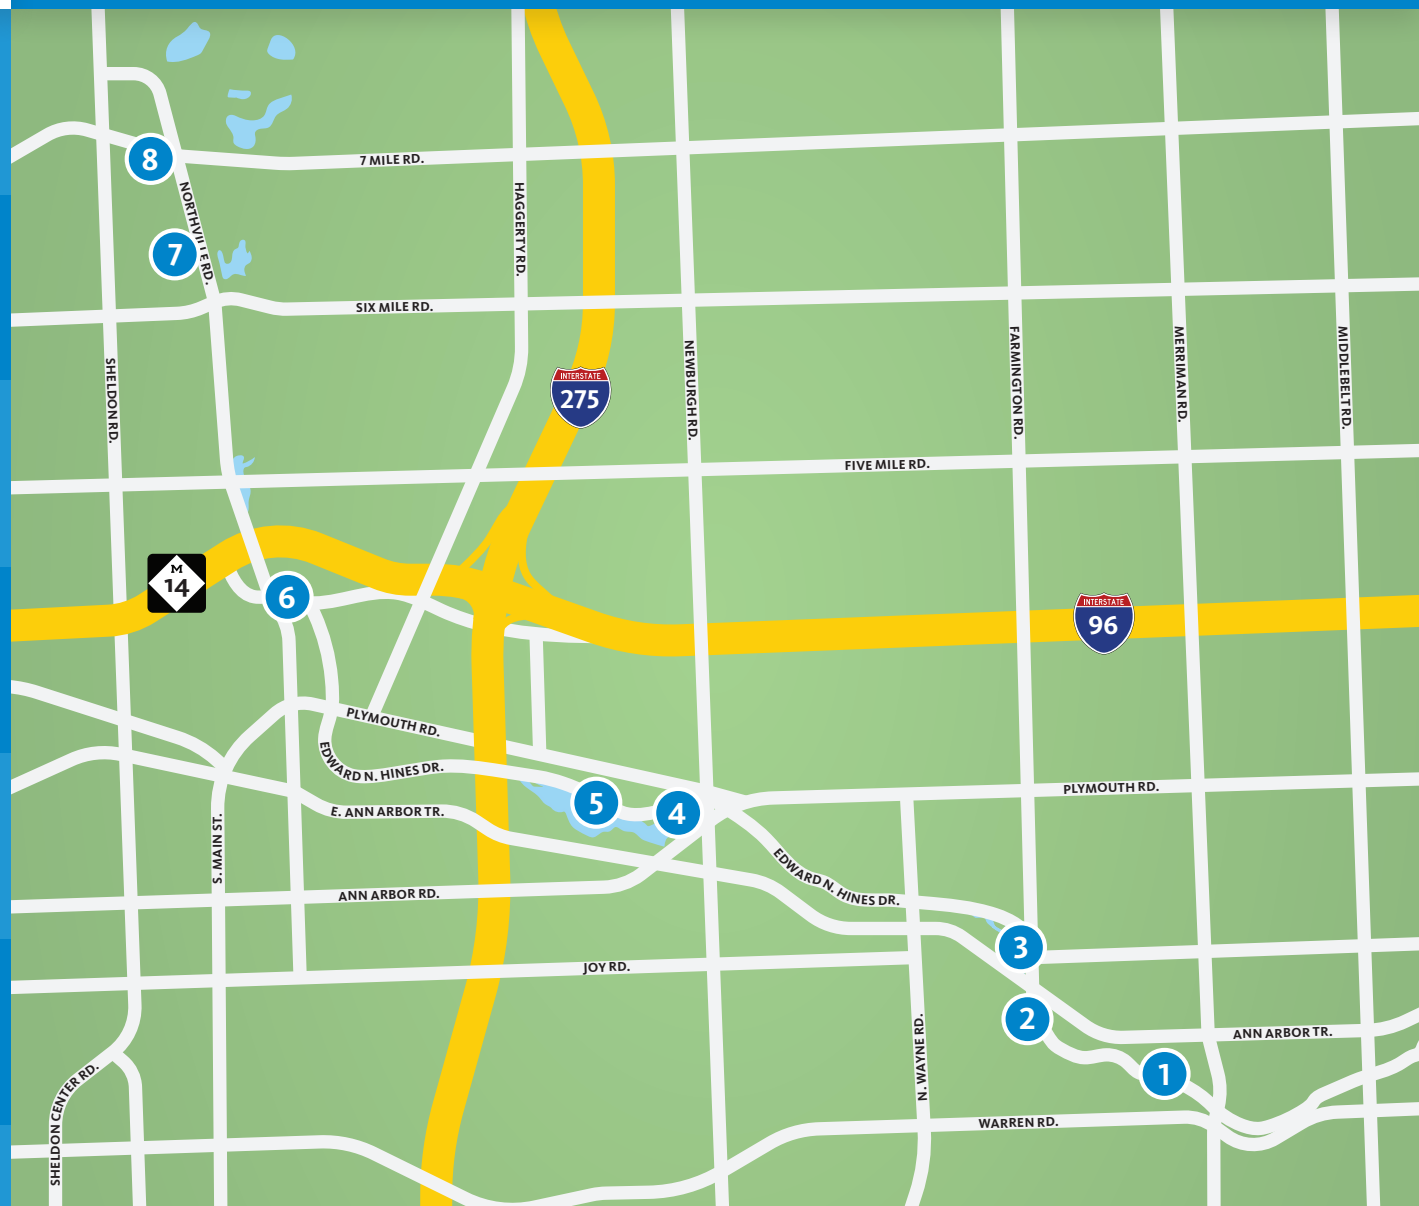 8
7 MILE RD.
NORTHVILLE RD.
HAGGERTY RD.
7
SIX MILE RD.
SHELDON RD.
NEWBURGH RD.
FARMINGTON RD.
MERRIMAN RD.
MIDDLEBELT RD.
INTERSTATE
275
FIVE MILE RD.
M
14
6
INTERSTATE
96
PLYMOUTH RD.
EDWARD N. HINES DR.
5
4
PLYMOUTH RD.
E. ANN ARBOR TR.
S. MAIN ST.
EDWARD N. HINES DR.
ANN ARBOR RD.
3
JOY RD.
2
N. WAYNE RD.
ANN ARBOR TR.
1
SHELDON CENTER RD.
WARREN RD.